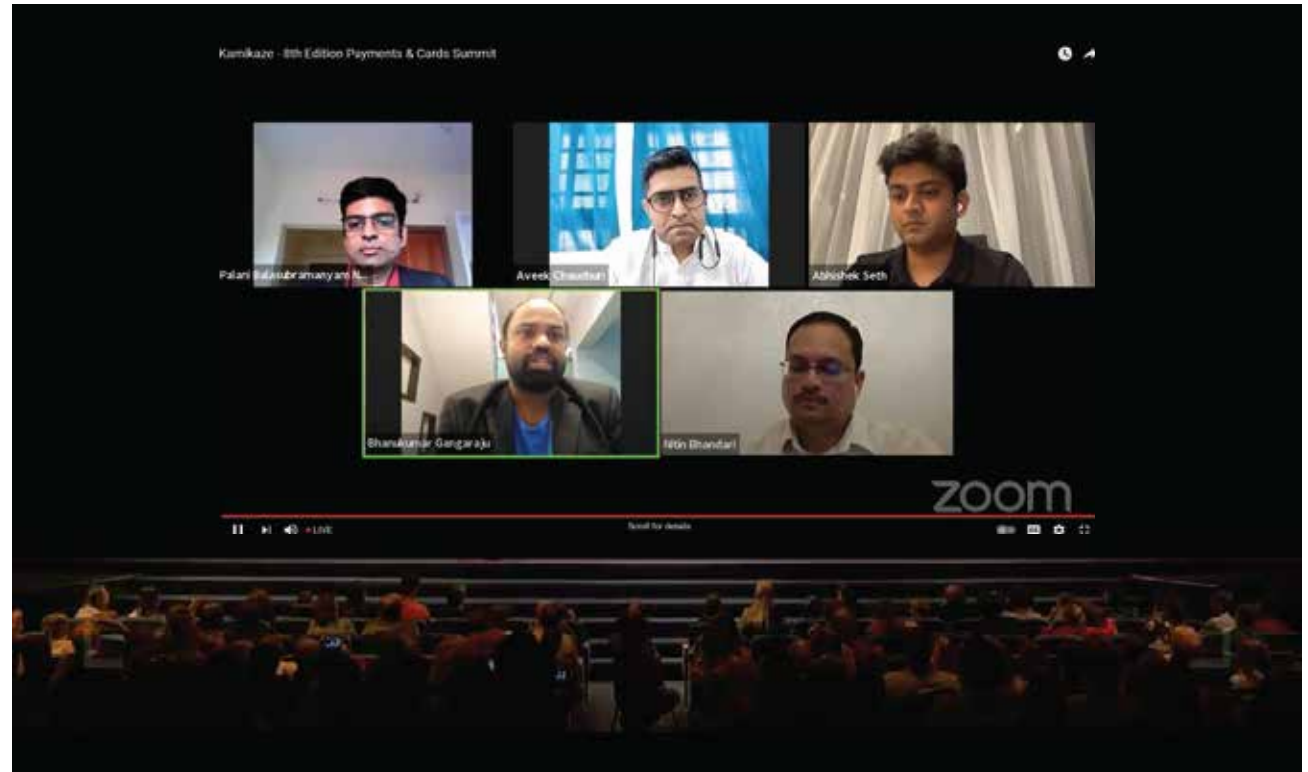 Kamikaze - 8th Edition Payments & Cards Summit
Palani Balasubramanyam N...
Aveek Chaudhuri
Abhishek Seth
Bhanukumar Gangaraju
Nitin Bhandari
zoom
LIVE
Scroll for details